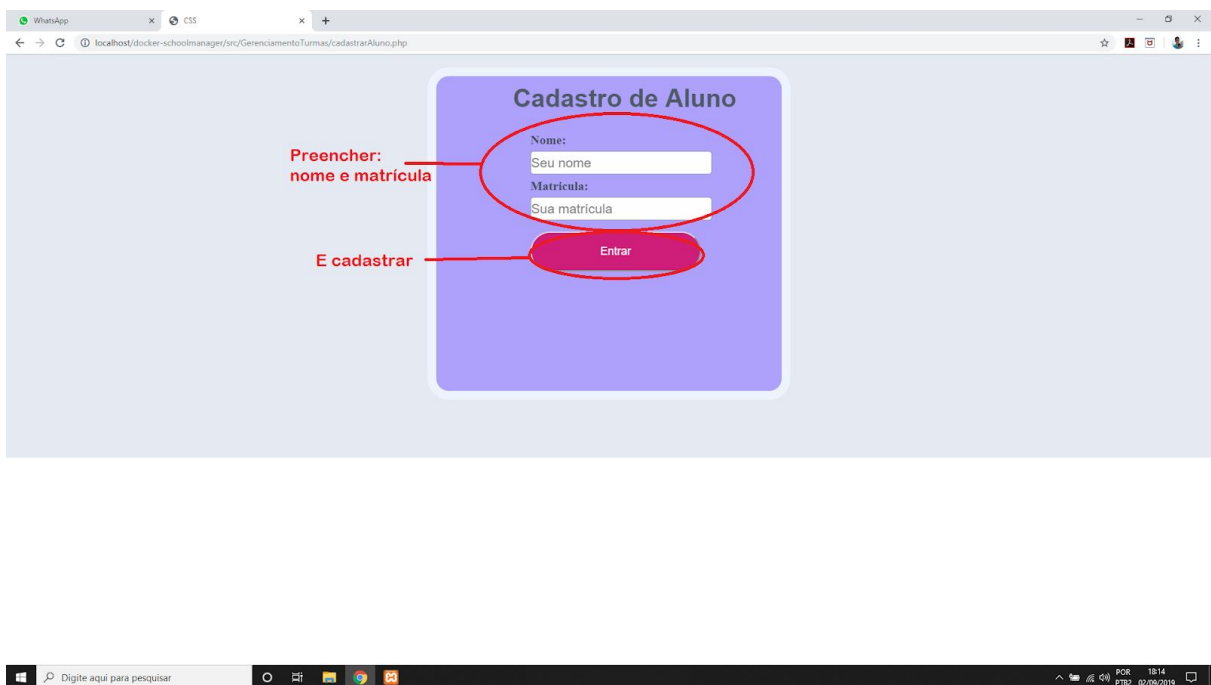 WhatsApp
CSS
localhost/docker-schoolmanager/src/GerenciamentoTurmas/cadastrarAluno.php
Cadastro de Aluno
Nome:
Preencher:
nome e matrícula
Seu nome
Matricula:
Sua matricula
Entrar
E cadastrar
Digite aqui para pesquisar
POR
PTB2
18:14
02/09/2019